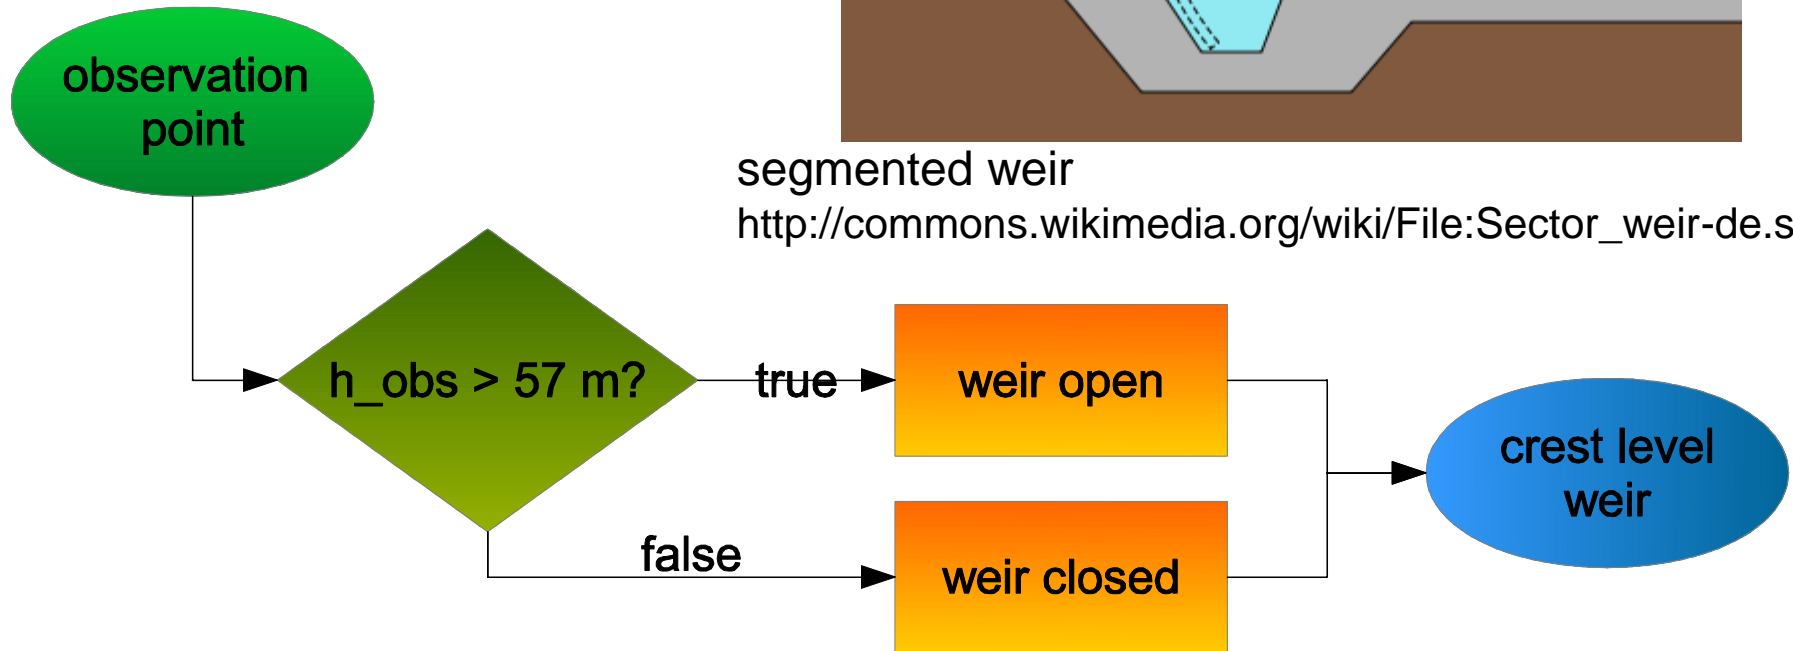 observation
point
segmented weir
http://commons.wikimedia.org/wiki/File:Sector_weir-de.s
h_obs > 57 m?
true
weir open
crest level
weir
false
weir closed